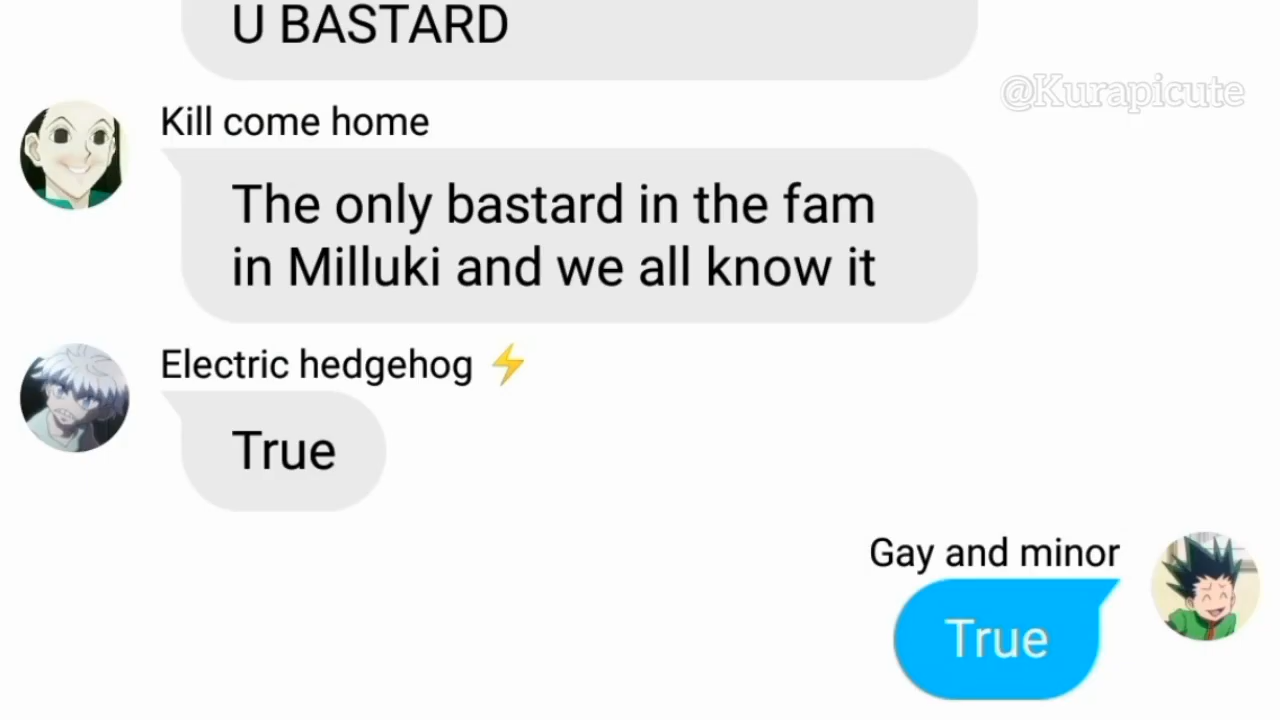 U BASTARD
@Kurapicute
Kill come home
The only bastard in the fam
in Milluki and we all know it
Electric hedgehog ⚡
True
Gay and minor
True